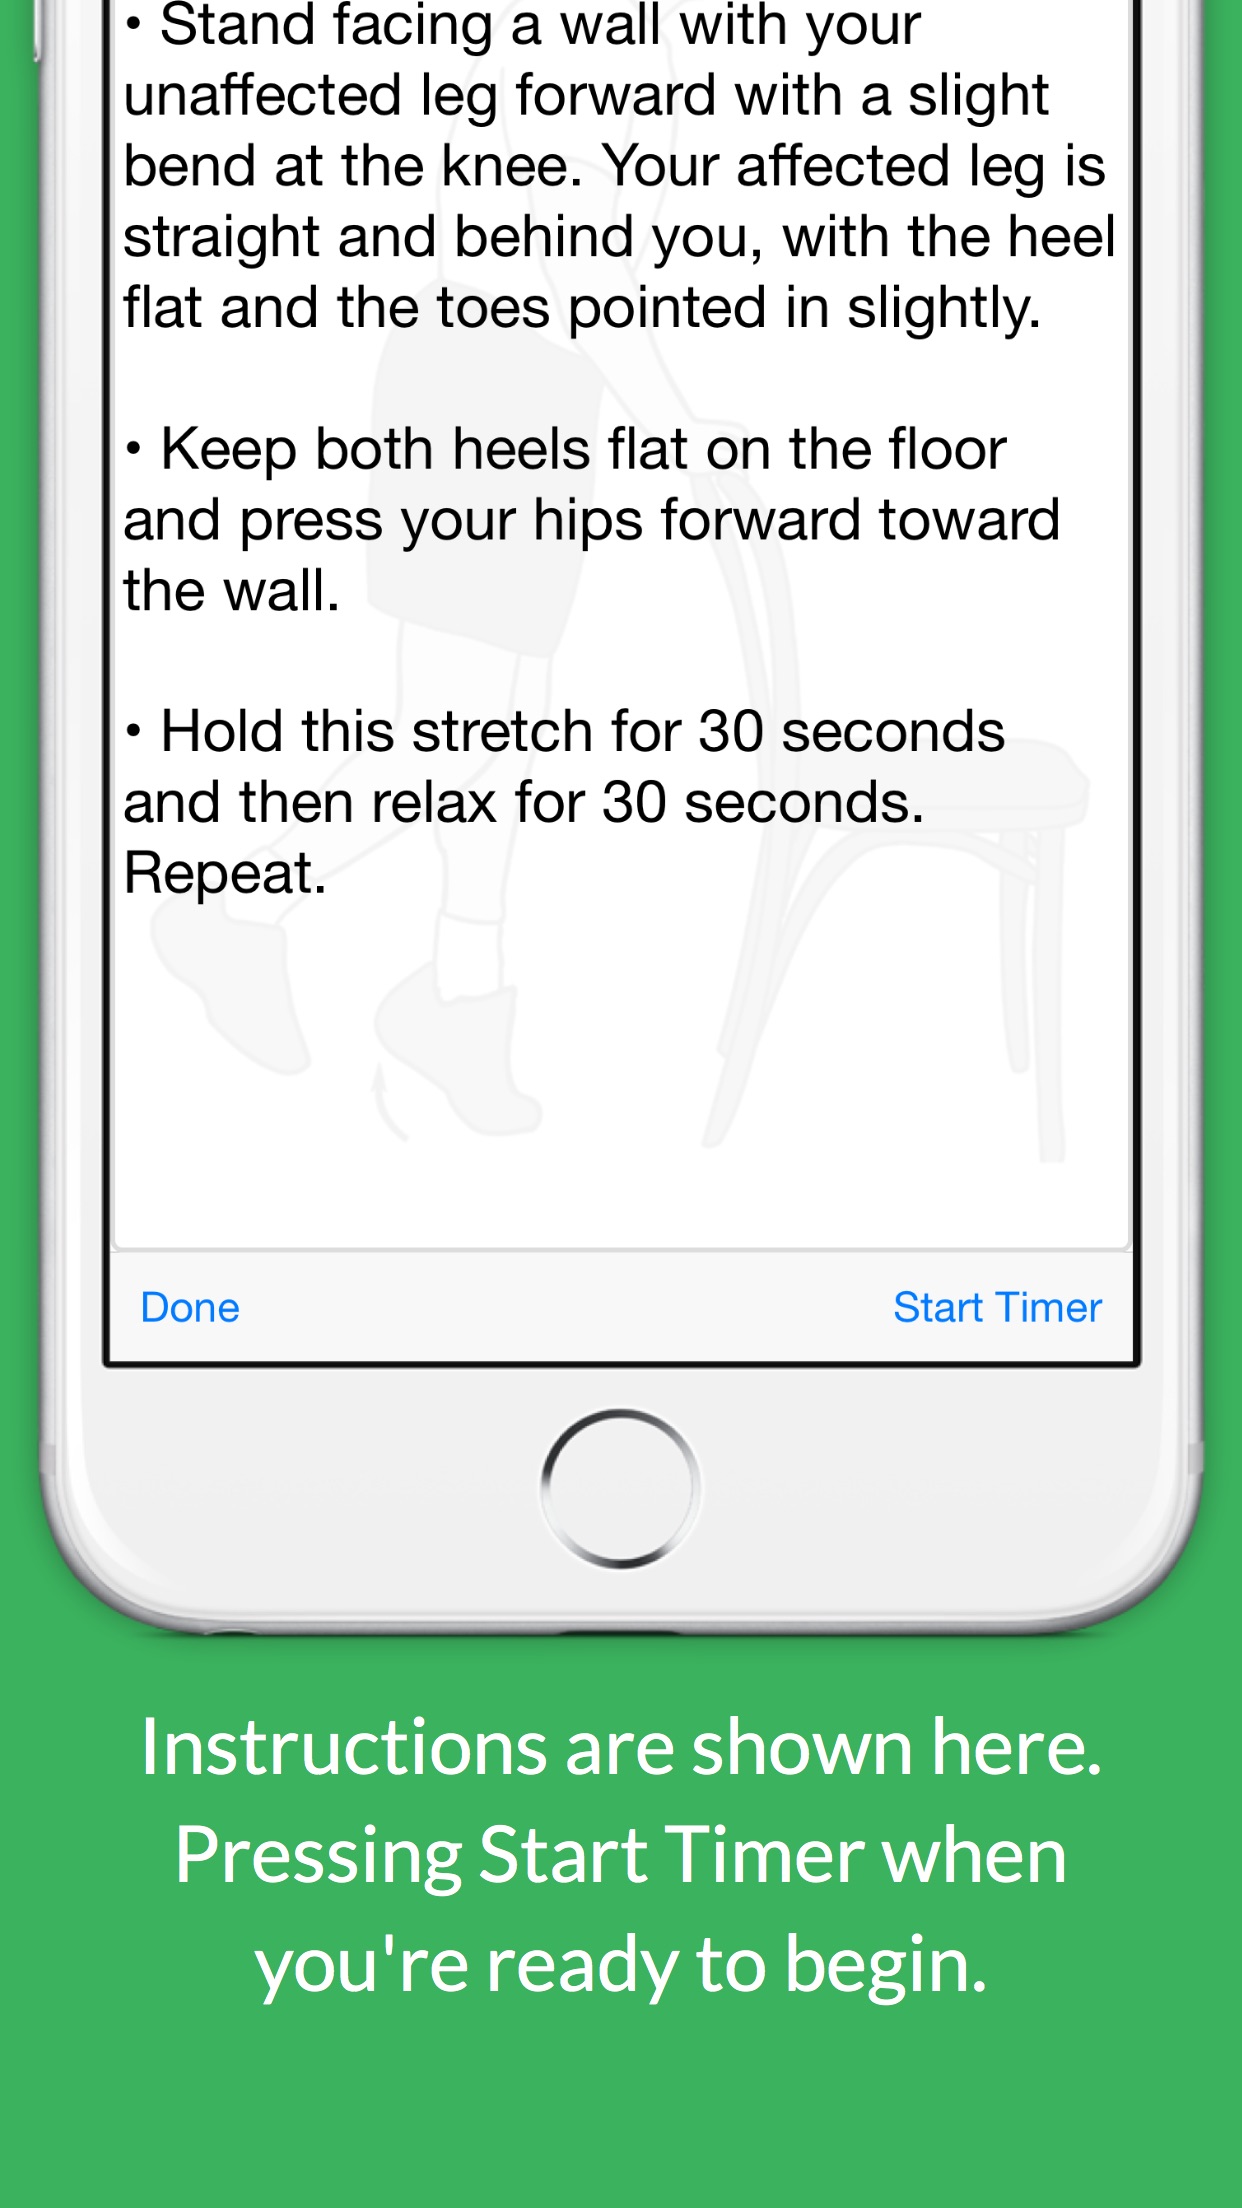 • Stand facing a wall with your
unaffected leg forward with a slight
bend at the knee. Your affected leg is
straight and behind you, with the heel
flat and the toes pointed in slightly.
• Keep both heels flat on the floor
and press your hips forward toward
the wall.
• Hold this stretch for 30 seconds
and then relax for 30 seconds.
Repeat.
Done
Start Timer
Instructions are shown here.
Pressing Start Timer when
you're ready to begin.